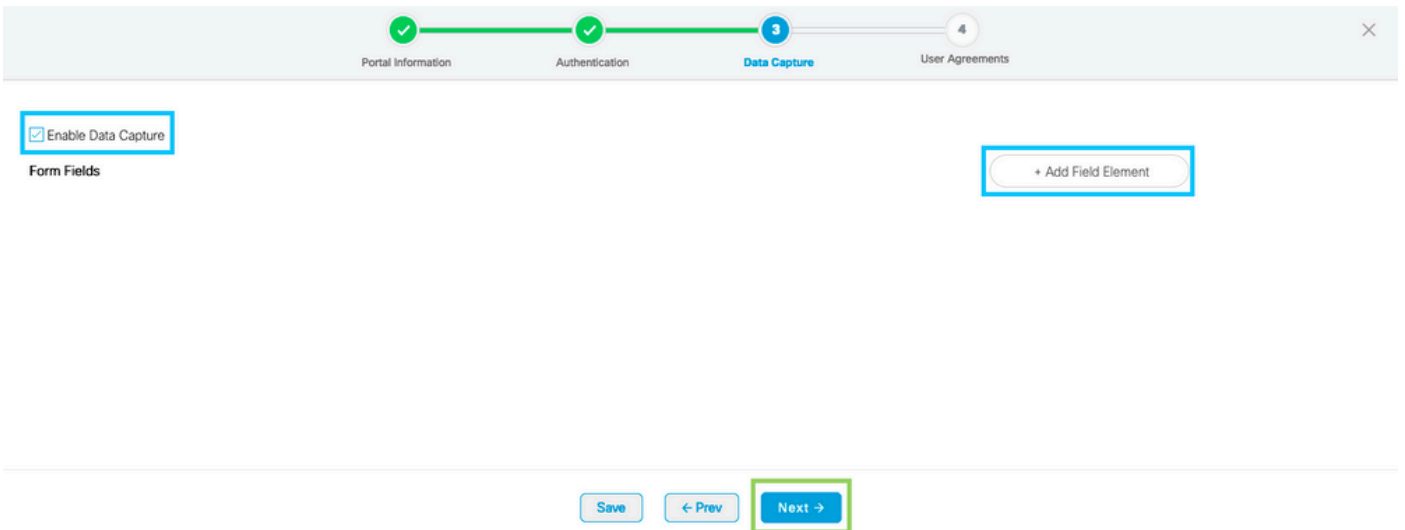 3
4
Portal Information
Authentication
Data Capture
User Agreements
Enable Data Capture
Form Fields
+ Add Field Element
Save
← Prev
Next →